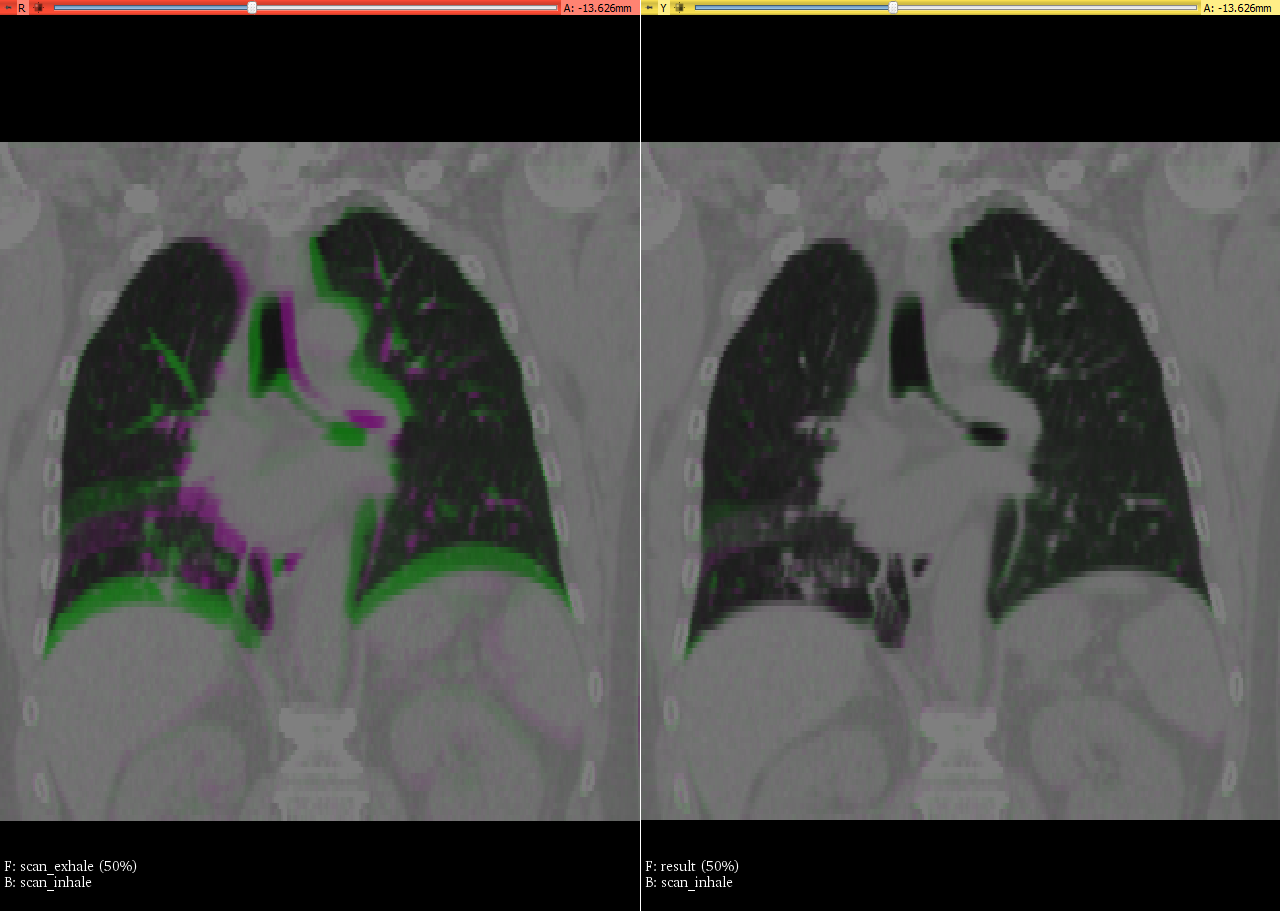 R A: -13.626mm
Y A: -13.626mm
F: scan_exhale (50%)
B: scan_inhale
F: result (50%)
B: scan_inhale